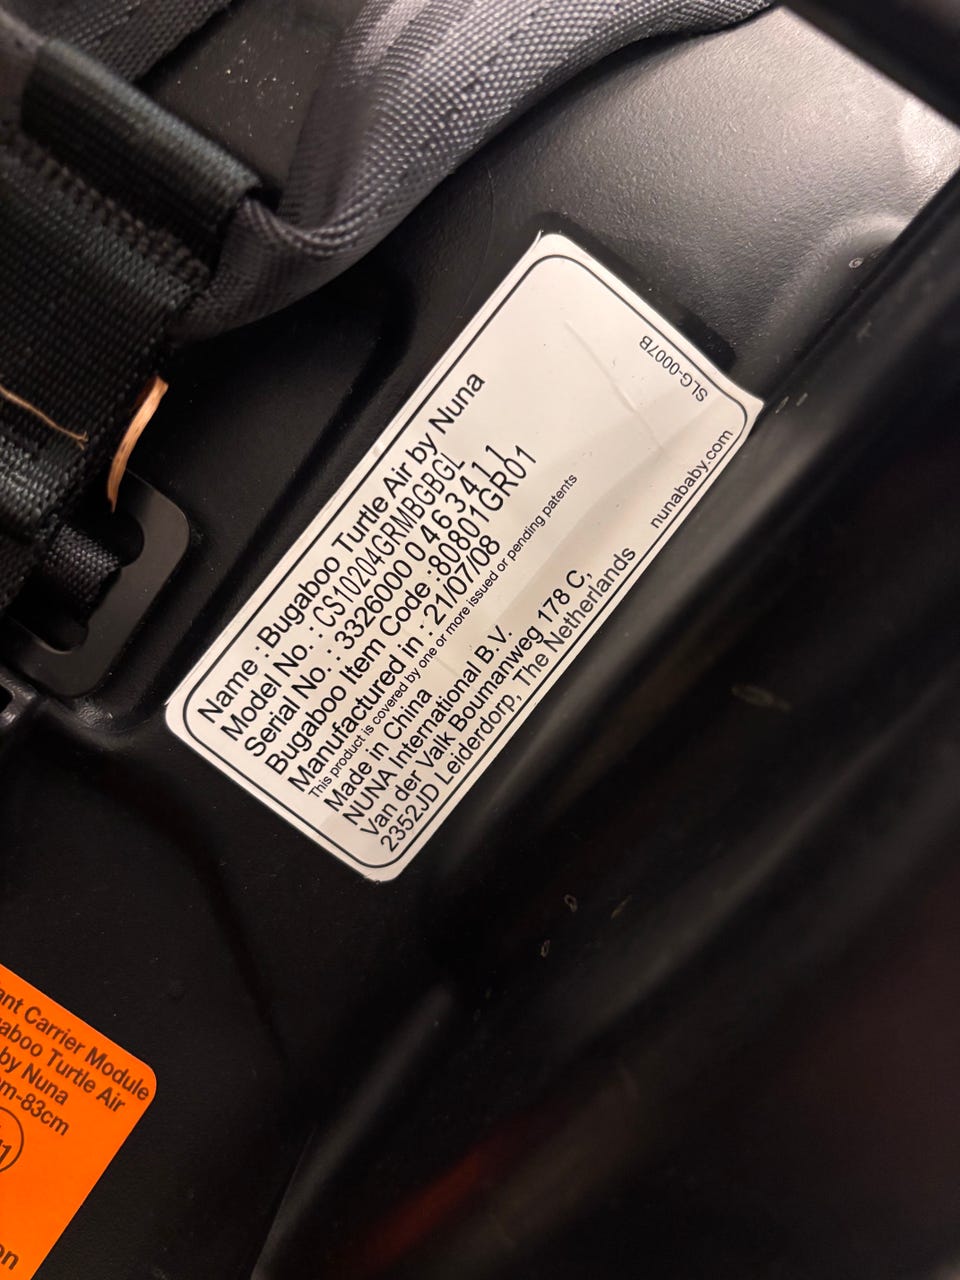 Name : Bugaboo Turtle Air by Nuna
Model No. : CS10204GRMBGBGL
Serial No. : 3326000 0463411
Bugaboo Item Code : 80801GR01
Manufactured in : 21/07/08
This product is covered by one or more issued or pending patents
Made in China
NUNA International B.V.
Van der Valk Boumanweg 178 C,
2352JD Leiderdorp, The Netherlands
nunababy.com
SLG-0007B
Carrier Module
Turtle Air
by Nuna
-83cm